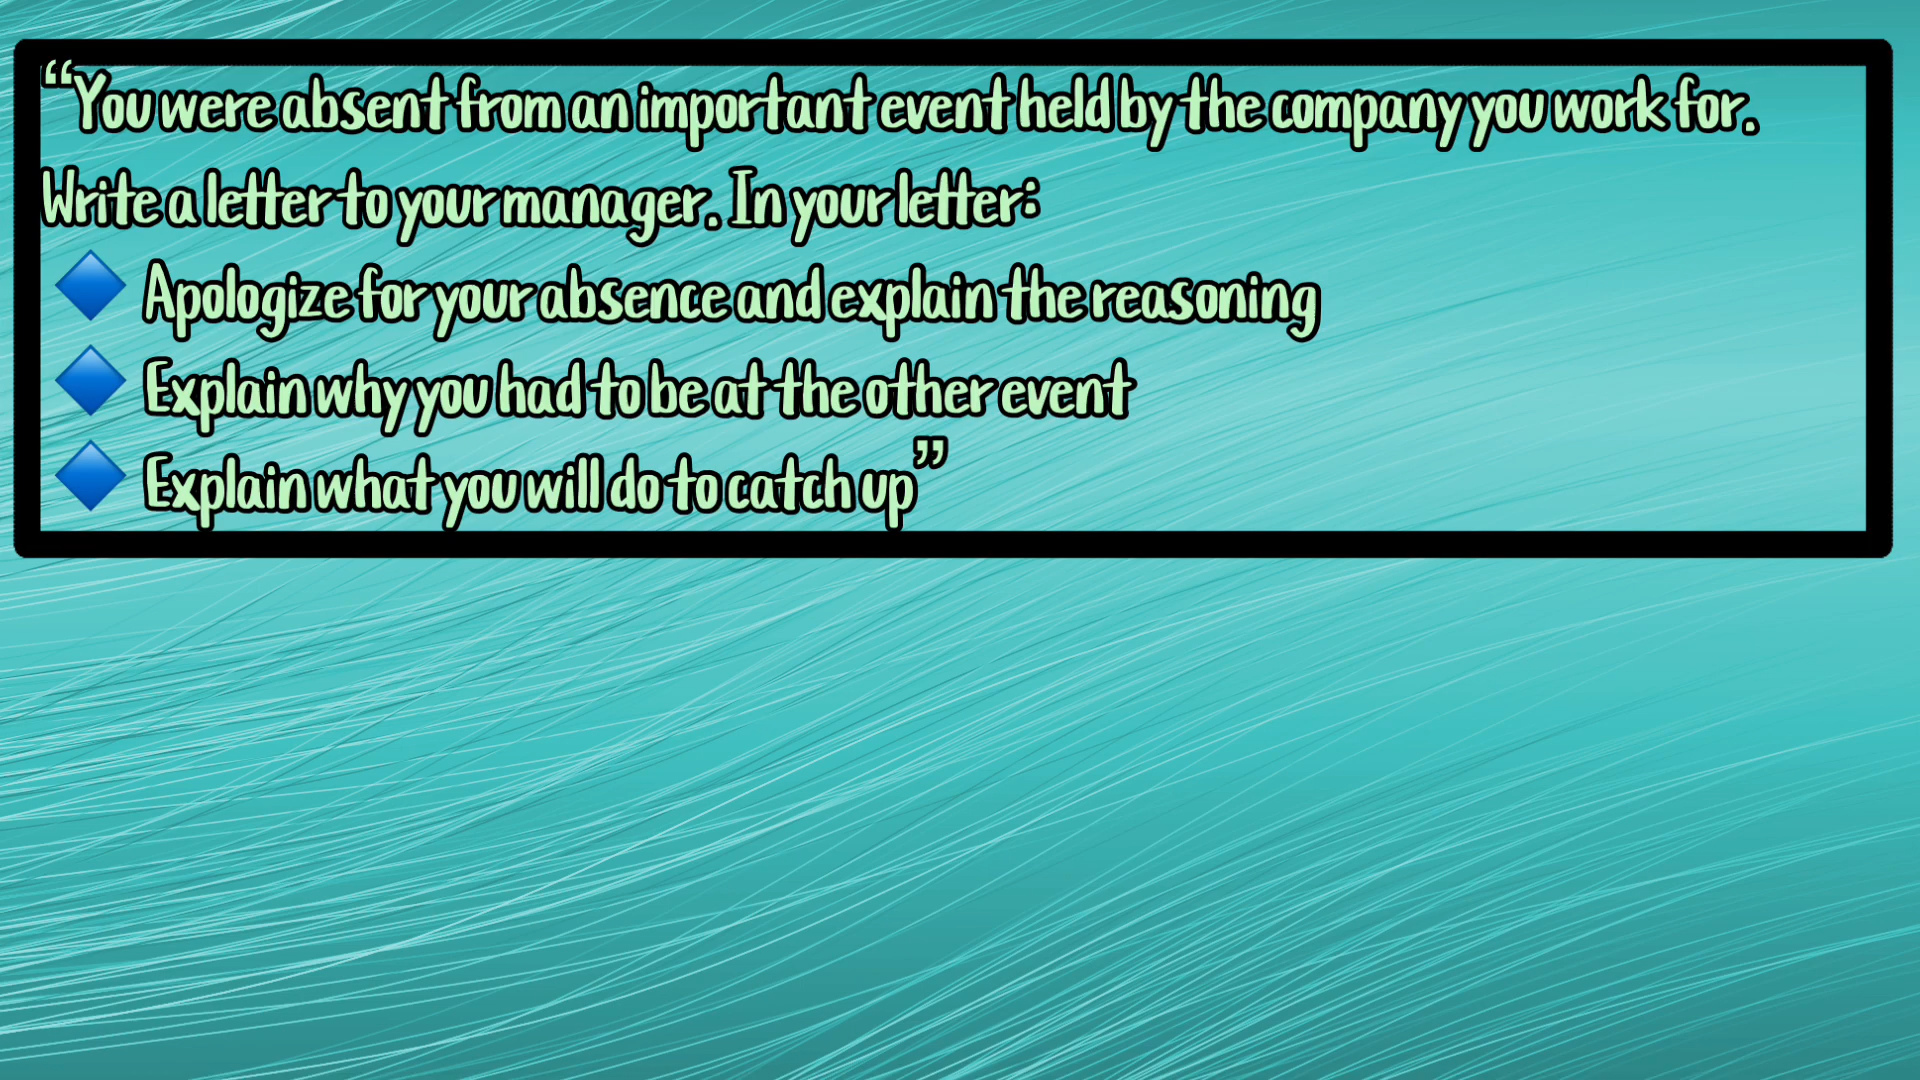 “You were absent from an important event held by the company you work for.
Write a letter to your manager. In your letter:
🔷 Apologize for your absence and explain the reasoning
🔷 Explain why you had to be at the other event
🔷 Explain what you will do to catch up”